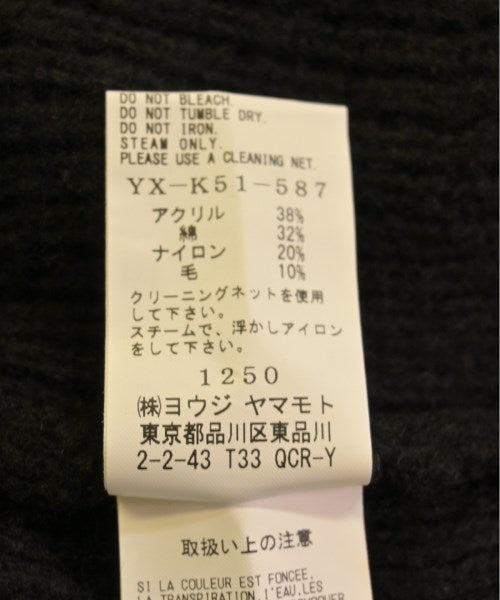 DO NOT BLEACH.
DO NOT TUMBLE DRY.
DO NOT IRON.
STEAM ONLY.
PLEASE USE A CLEANING NET.
YX-K51-587
アクリル 38%
綿 32%
ナイロン 20%
毛 10%
クリーニングネットを使用
して下さい。
スチームで、浮かしアイロン
をして下さい。
1250
㈱ヨウジ ヤマモト
東京都品川区東品川
2-2-43 T33 QCR-Y
取扱い上の注意
SI LA COULEUR EST FONCEE,
LA TRANSPIRATION, L'EAU, LES